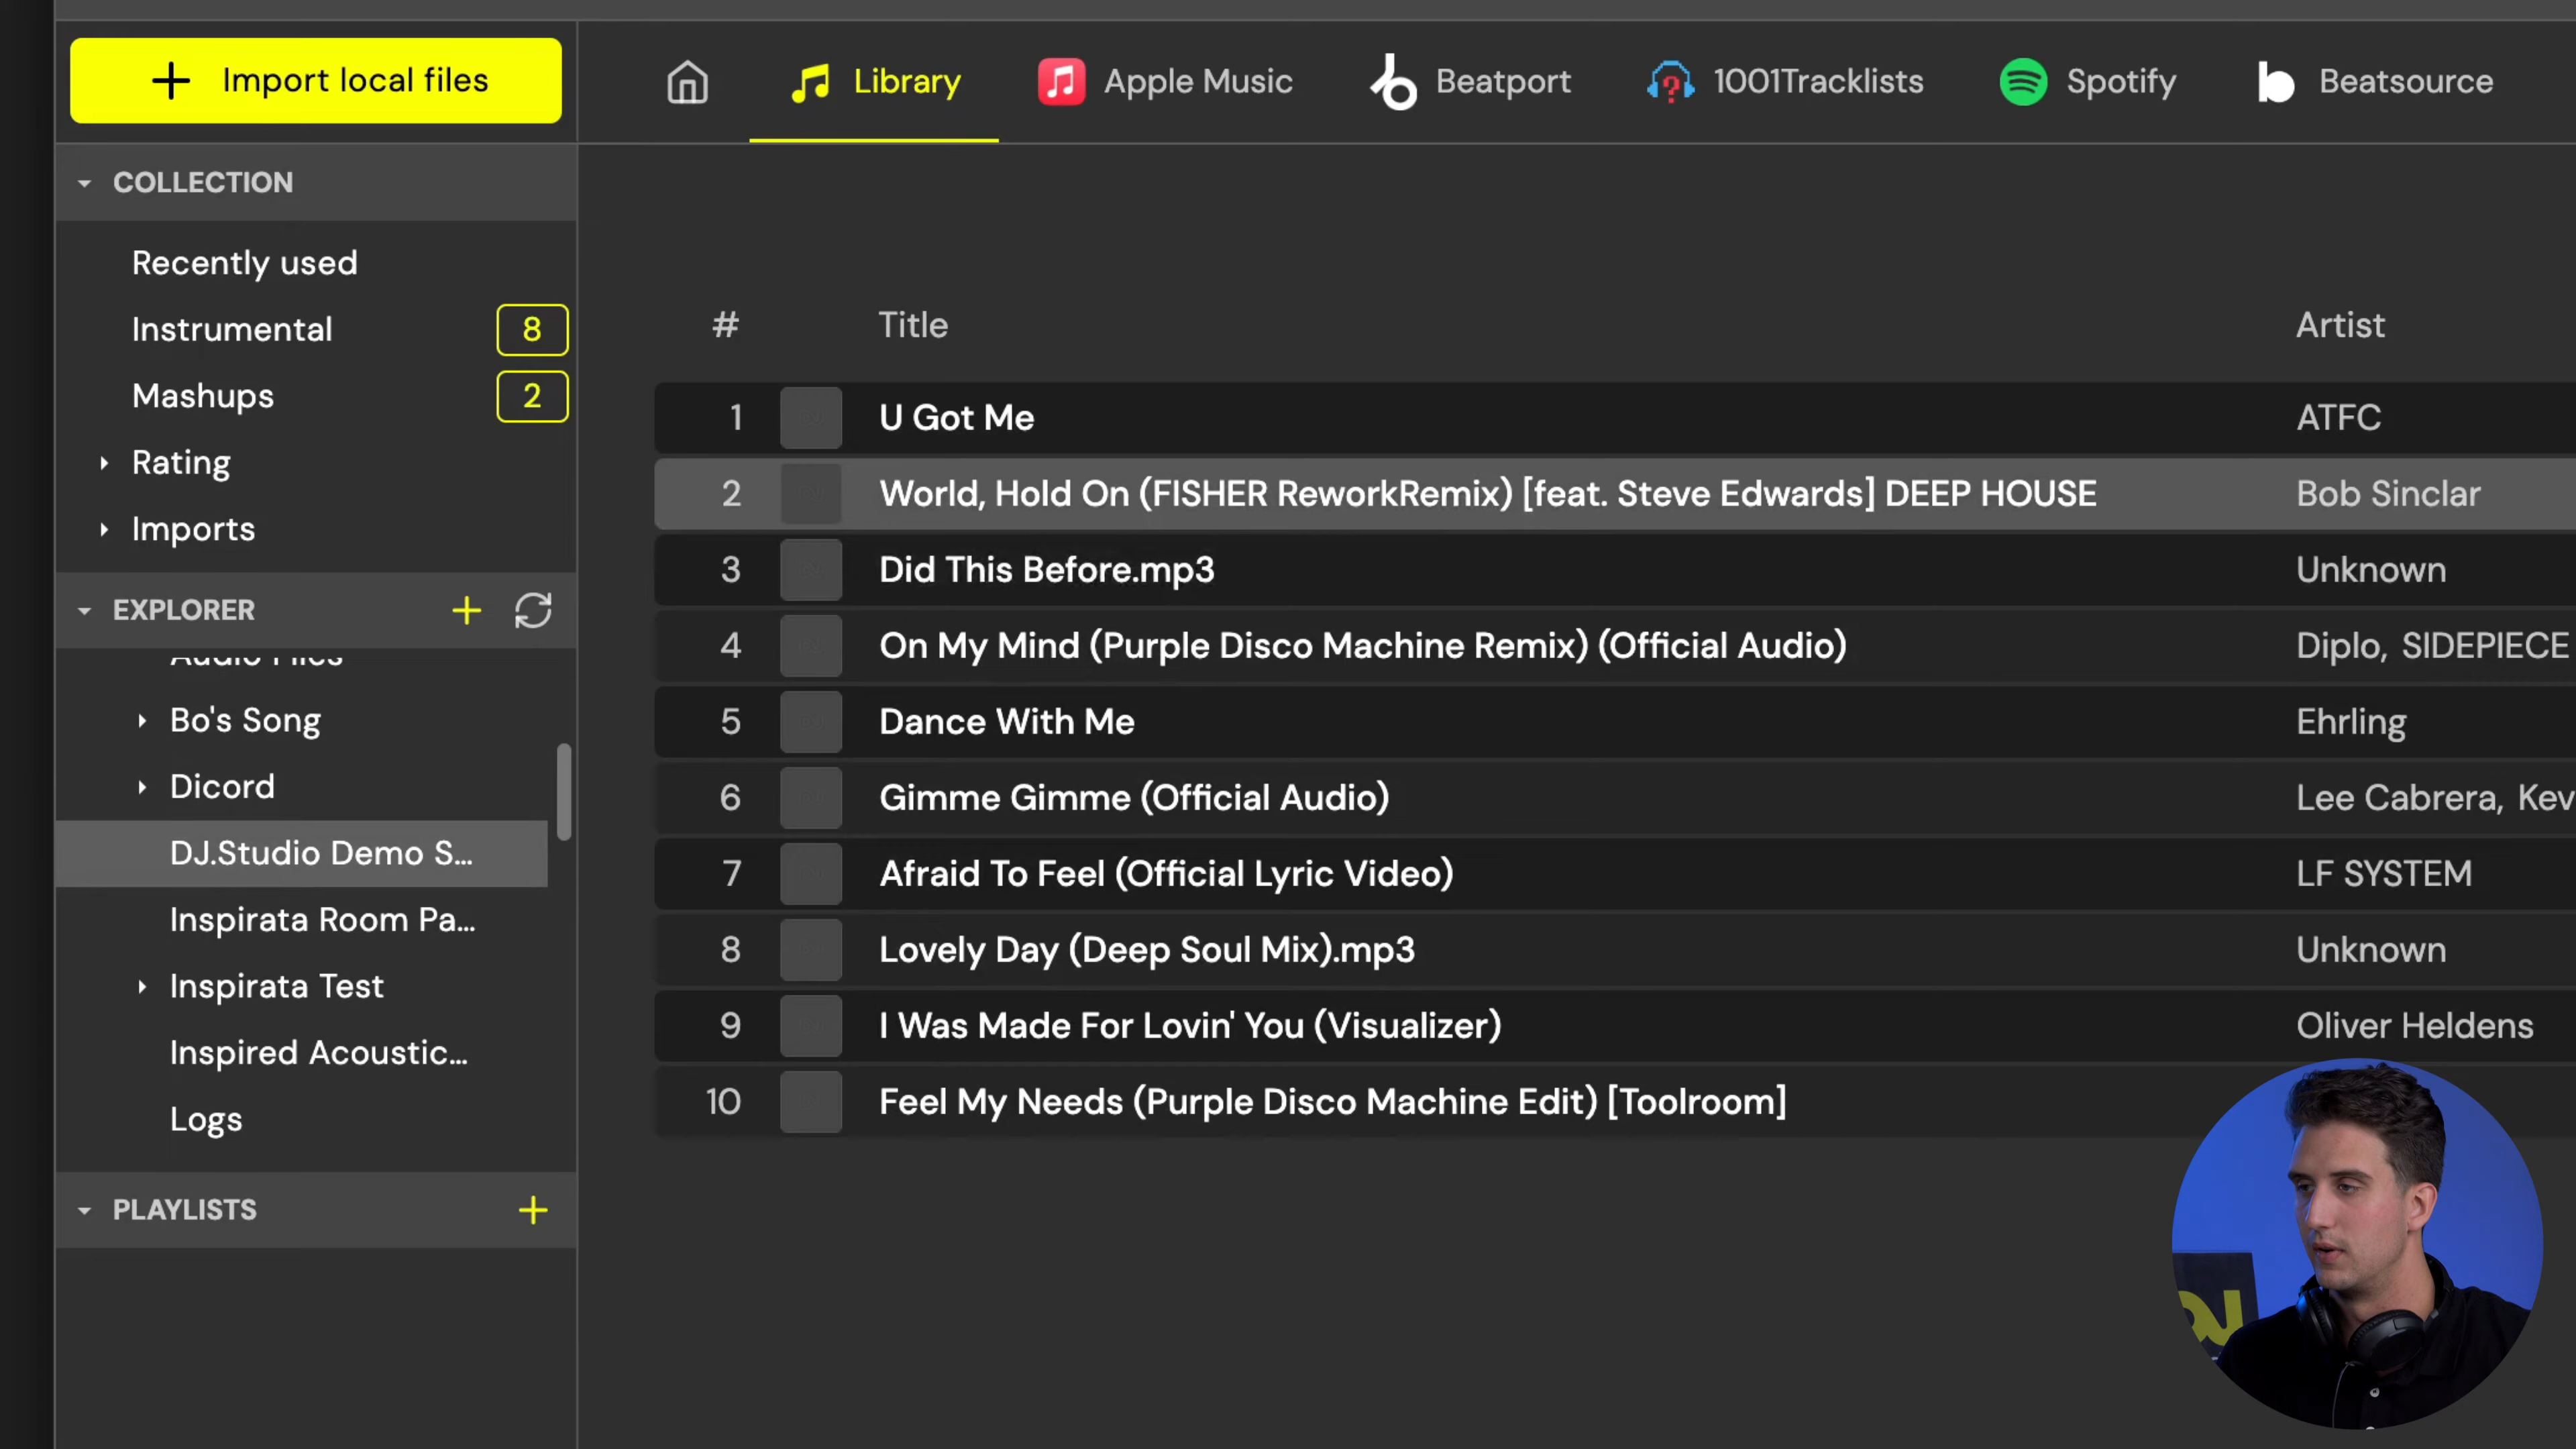 Import local files
Library
Apple Music
Beatport
1001Tracklists
Spotify
Beatsource
COLLECTION
Recently used
Instrumental 8
Mashups 2
Rating
Imports
EXPLORER
Audio Files
Bo's Song
Dicord
DJ.Studio Demo S...
Inspirata Room Pa...
Inspirata Test
Inspired Acoustic...
Logs
PLAYLISTS
# Title Artist
1 U Got Me ATFC
2 World, Hold On (FISHER ReworkRemix) [feat. Steve Edwards] DEEP HOUSE Bob Sinclar
3 Did This Before.mp3 Unknown
4 On My Mind (Purple Disco Machine Remix) (Official Audio) Diplo, SIDEPIECE
5 Dance With Me Ehrling
6 Gimme Gimme (Official Audio) Lee Cabrera, Kev
7 Afraid To Feel (Official Lyric Video) LF SYSTEM
8 Lovely Day (Deep Soul Mix).mp3 Unknown
9 I Was Made For Lovin' You (Visualizer) Oliver Heldens
10 Feel My Needs (Purple Disco Machine Edit) [Toolroom]